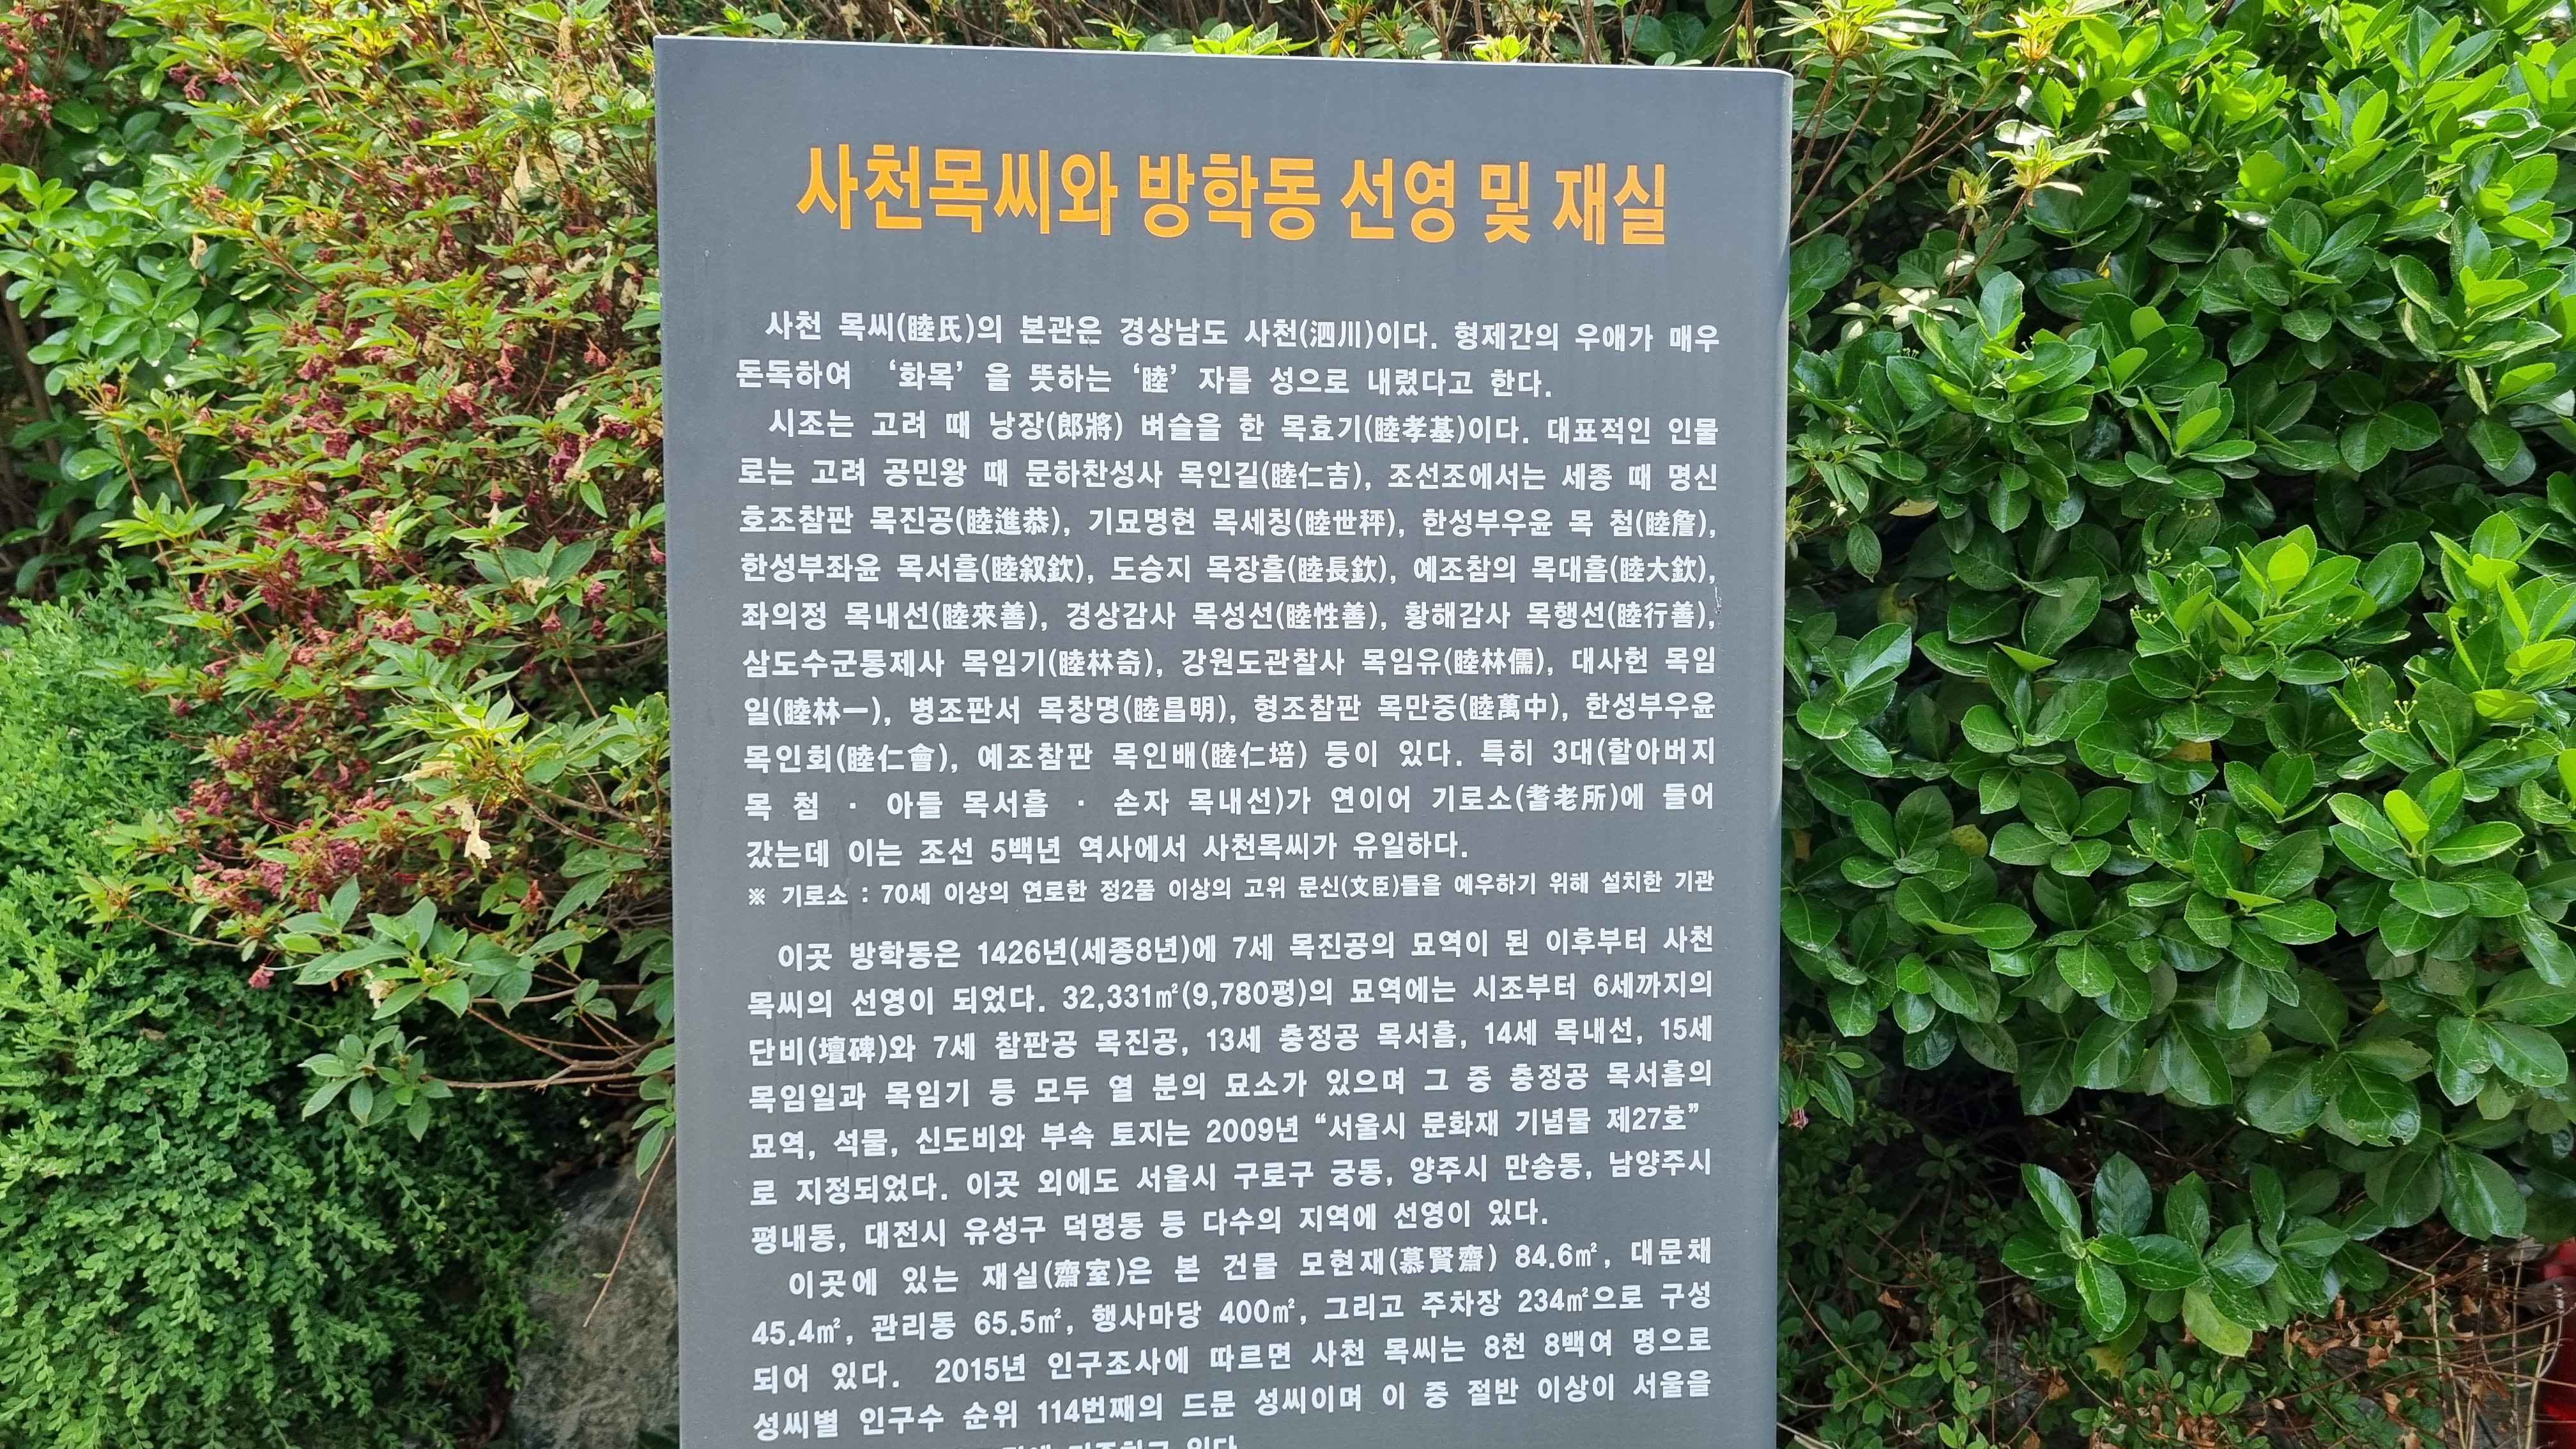 사천목씨와 방학동 선영 및 재실
사천 목씨(睦氏)의 본관은 경상남도 사천(泗川)이다. 형제간의 우애가 매우
돈독하여 ‘화목’을 뜻하는 ‘睦’ 자를 성으로 내렸다고 한다.
시조는 고려 때 낭장(郎將) 벼슬을 한 목효기(睦孝基)이다. 대표적인 인물
로는 고려 공민왕 때 문하찬성사 목인길(睦仁吉), 조선조에서는 세종 때 명신
호조참판 목진공(睦進恭), 기묘명현 목세칭(睦世秤), 한성부우윤 목 첨(睦詹),
한성부좌윤 목서흠(睦叙欽), 도승지 목장흠(睦長欽), 예조참의 목대흠(睦大欽),
좌의정 목내선(睦來善), 경상감사 목성선(睦性善), 황해감사 목행선(睦行善),
삼도수군통제사 목임기(睦林奇), 강원도관찰사 목임유(睦林儒), 대사헌 목임
일(睦林一), 병조판서 목창명(睦昌明), 형조참판 목만중(睦萬中), 한성부우윤
목인회(睦仁會), 예조참판 목인배(睦仁培) 등이 있다. 특히 3대(할아버지
목 첨 · 아들 목서흠 · 손자 목내선)가 연이어 기로소(耆老所)에 들어
갔는데 이는 조선 5백년 역사에서 사천목씨가 유일하다.
※ 기로소 : 70세 이상의 연로한 정2품 이상의 고위 문신(文臣)들을 예우하기 위해 설치한 기관
이곳 방학동은 1426년(세종8년)에 7세 목진공의 묘역이 된 이후부터 사천
목씨의 선영이 되었다. 32,331㎡(9,780평)의 묘역에는 시조부터 6세까지의
단비(壇碑)와 7세 참판공 목진공, 13세 충정공 목서흠, 14세 목내선, 15세
목임일과 목임기 등 모두 열 분의 묘소가 있으며 그 중 충정공 목서흠의
묘역, 석물, 신도비와 부속 토지는 2009년 “서울시 문화재 기념물 제27호”
로 지정되었다. 이곳 외에도 서울시 구로구 궁동, 양주시 만송동, 남양주시
평내동, 대전시 유성구 덕명동 등 다수의 지역에 선영이 있다.
이곳에 있는 재실(齋室)은 본 건물 모현재(慕賢齋) 84.6㎡, 대문채
45.4㎡, 관리동 65.5㎡, 행사마당 400㎡, 그리고 주차장 234㎡으로 구성
되어 있다. 2015년 인구조사에 따르면 사천 목씨는 8천 8백여 명으로
성씨별 인구수 순위 114번째의 드문 성씨이며 이 중 절반 이상이 서울을
있다